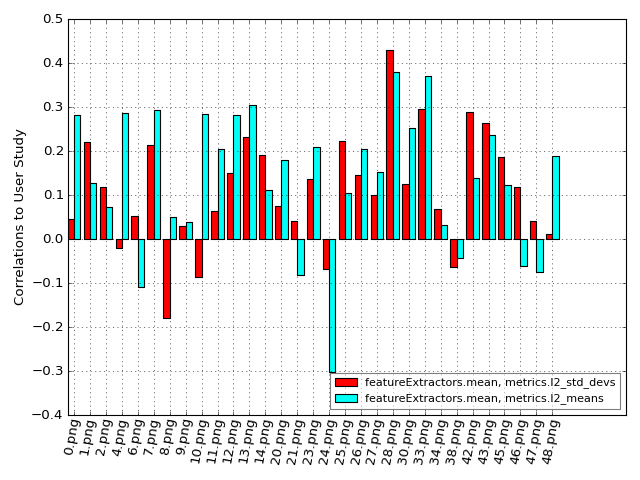 Correlations to User Study
0.5
0.4
0.3
0.2
0.1
0.0
−0.1
−0.2
−0.3
−0.4
featureExtractors.mean, metrics.l2_std_devs
featureExtractors.mean, metrics.l2_means
0.png
1.png
2.png
4.png
6.png
7.png
8.png
9.png
10.png
11.png
12.png
13.png
14.png
20.png
21.png
23.png
24.png
25.png
26.png
27.png
28.png
30.png
33.png
34.png
38.png
42.png
43.png
45.png
46.png
47.png
48.png